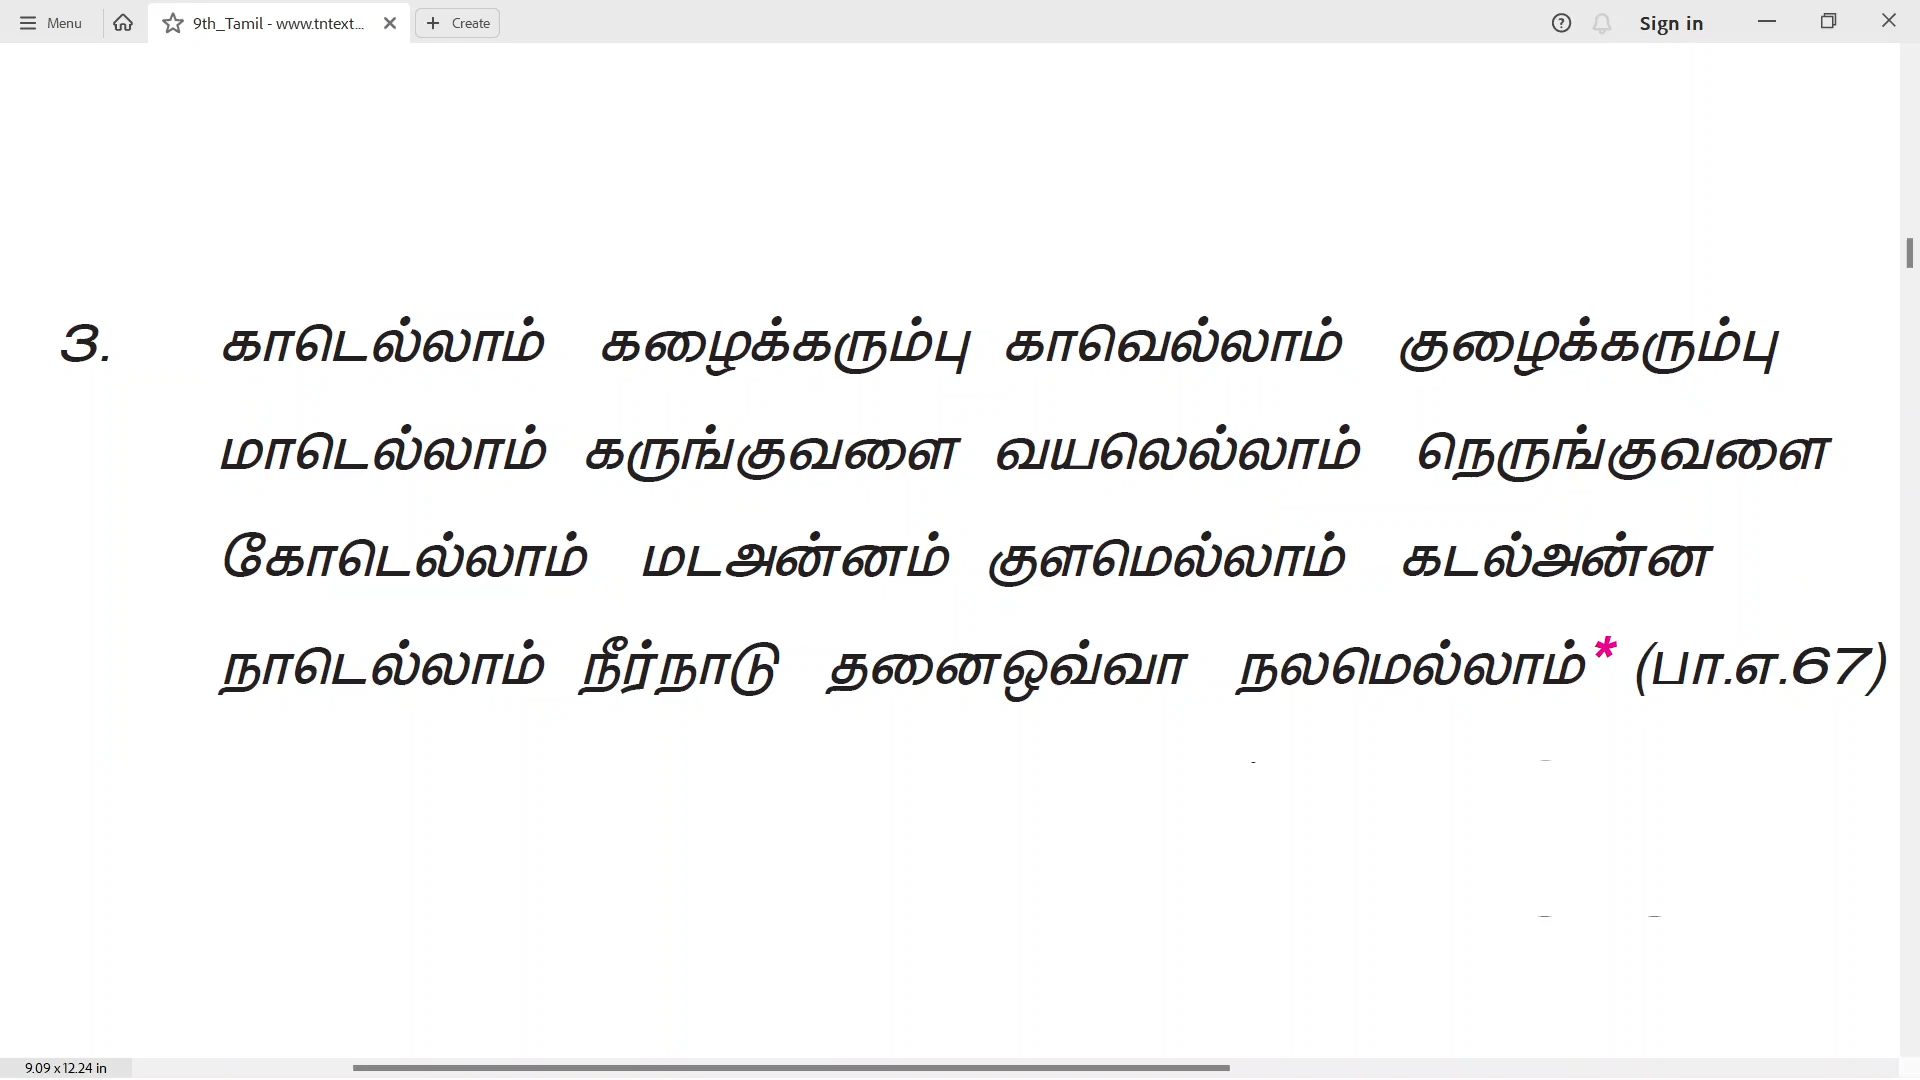 Menu 9th_Tamil - www.tntext... Create Sign in
3. காடெல்லாம் கழைக்கரும்பு காவெல்லாம் குழைக்கரும்பு
மாடெல்லாம் கருங்குவளை வயலெல்லாம் நெருங்குவளை
கோடெல்லாம் மடஅன்னம் குளமெல்லாம் கடல்அன்ன
நாடெல்லாம் நீர்நாடு தனைஒவ்வா நலமெல்லாம்* (பா.எ.67)
9.09 x 12.24 in